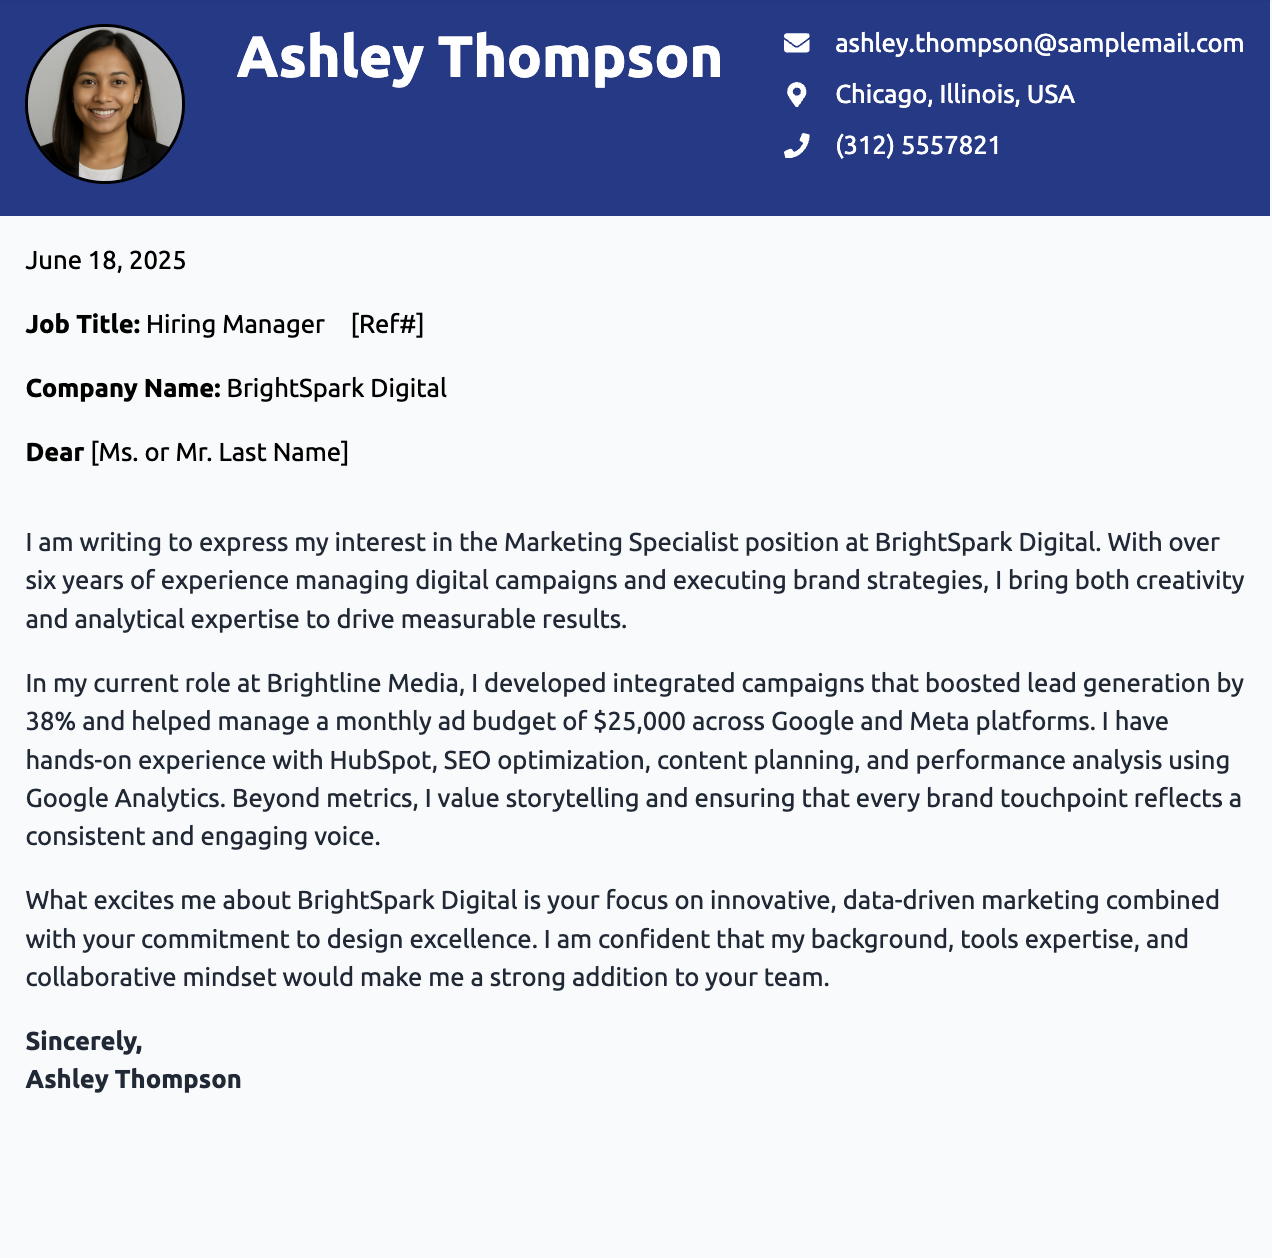 Ashley Thompson
ashley.thompson@samplemail.com
Chicago, Illinois, USA
(312) 5557821
June 18, 2025
Job Title: Hiring Manager [Ref#]
Company Name: BrightSpark Digital
Dear [Ms. or Mr. Last Name]
I am writing to express my interest in the Marketing Specialist position at BrightSpark Digital. With over
six years of experience managing digital campaigns and executing brand strategies, I bring both creativity
and analytical expertise to drive measurable results.
In my current role at Brightline Media, I developed integrated campaigns that boosted lead generation by
38% and helped manage a monthly ad budget of $25,000 across Google and Meta platforms. I have
hands-on experience with HubSpot, SEO optimization, content planning, and performance analysis using
Google Analytics. Beyond metrics, I value storytelling and ensuring that every brand touchpoint reflects a
consistent and engaging voice.
What excites me about BrightSpark Digital is your focus on innovative, data-driven marketing combined
with your commitment to design excellence. I am confident that my background, tools expertise, and
collaborative mindset would make me a strong addition to your team.
Sincerely,
Ashley Thompson